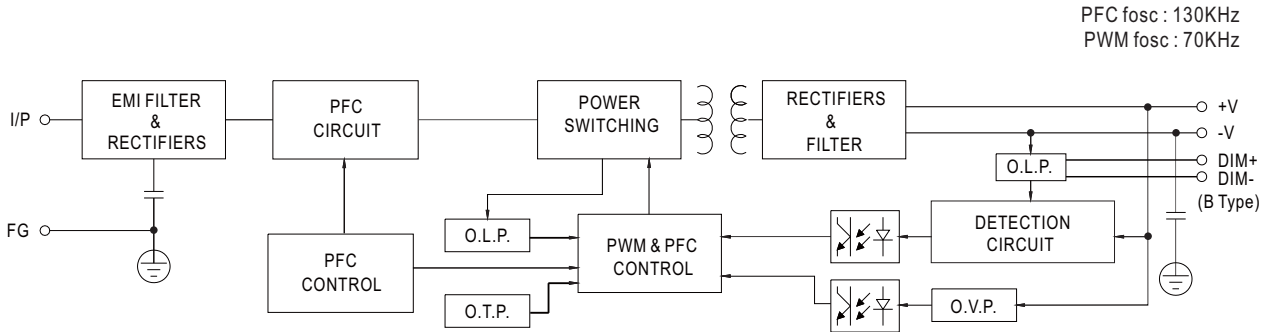 PFC fosc : 130KHz
PWM fosc : 70KHz
I/P
EMI FILTER
&
RECTIFIERS
PFC
CIRCUIT
POWER
SWITCHING
RECTIFIERS
&
FILTER
+V
-V
O.L.P.
DIM+
DIM-
(B Type)
FG
O.L.P.
PFC
CONTROL
PWM & PFC
CONTROL
DETECTION
CIRCUIT
O.T.P.
O.V.P.